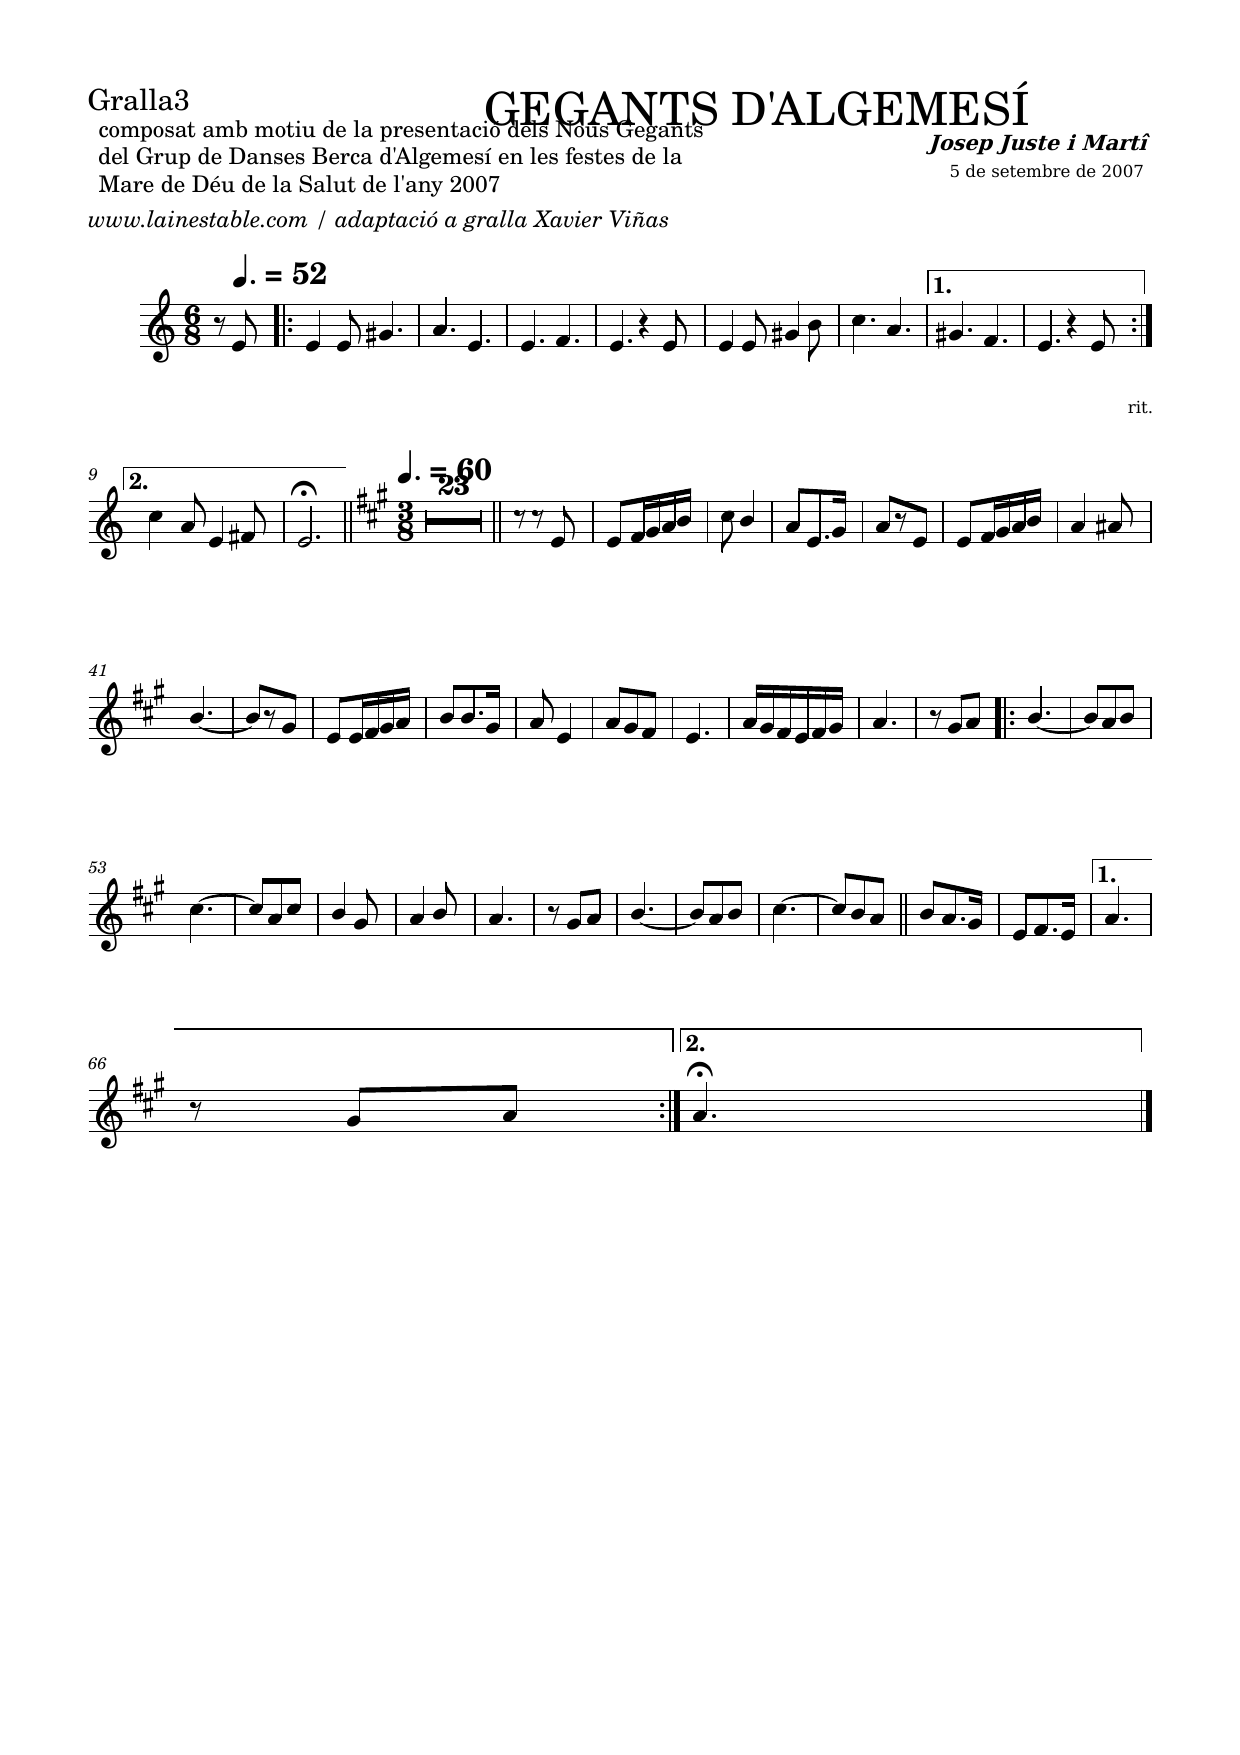 Gralla3
GEGANTS D'ALGEMESÍ
composat amb motiu de la presentació dels Nous Gegants
del Grup de Danses Berca d'Algemesí en les festes de la
Mare de Déu de la Salut de l'any 2007
Josep Juste i Martî
5 de setembre de 2007
www.lainestable.com / adaptació a gralla Xavier Viñas
♩. = 52
6
8
1.
rit.
9
2.
♩. = 60
3
8
23
41
53
1.
66
2.